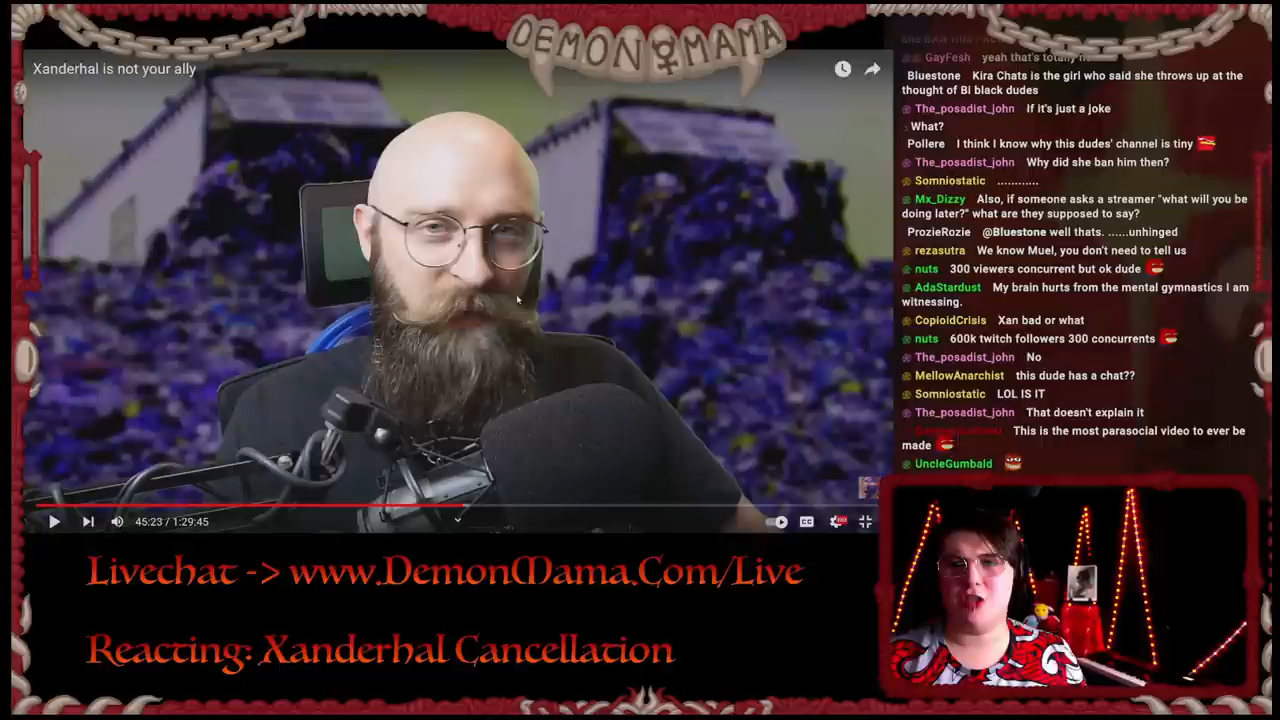 DEMON MAMA
Xanderhal is not your ally
GayFesh yeah that's totally
Bluestone Kira Chats is the girl who said she throws up at the
thought of Bi black dudes
The_posadist_john If it's just a joke
What?
Pollere I think I know why this dudes' channel is tiny
The_posadist_john Why did she ban him then?
Somniostatic ............
Mx_Dizzy Also, if someone asks a streamer "what will you be
doing later?" what are they supposed to say?
ProzieRozie @Bluestone well thats. ......unhinged
rezasutra We know Muel, you don't need to tell us
nuts 300 viewers concurrent but ok dude
AdaStardust My brain hurts from the mental gymnastics I am
witnessing.
CopioidCrisis Xan bad or what
nuts 600k twitch followers 300 concurrents
The_posadist_john No
MellowAnarchist this dude has a chat??
Somniostatic LOL IS IT
The_posadist_john That doesn't explain it
This is the most parasocial video to ever be
made
UncleGumbald
45:23 / 1:29:45
CC
HD
Livechat -> www.DemonMama.Com/Live
Reacting: Xanderhal Cancellation